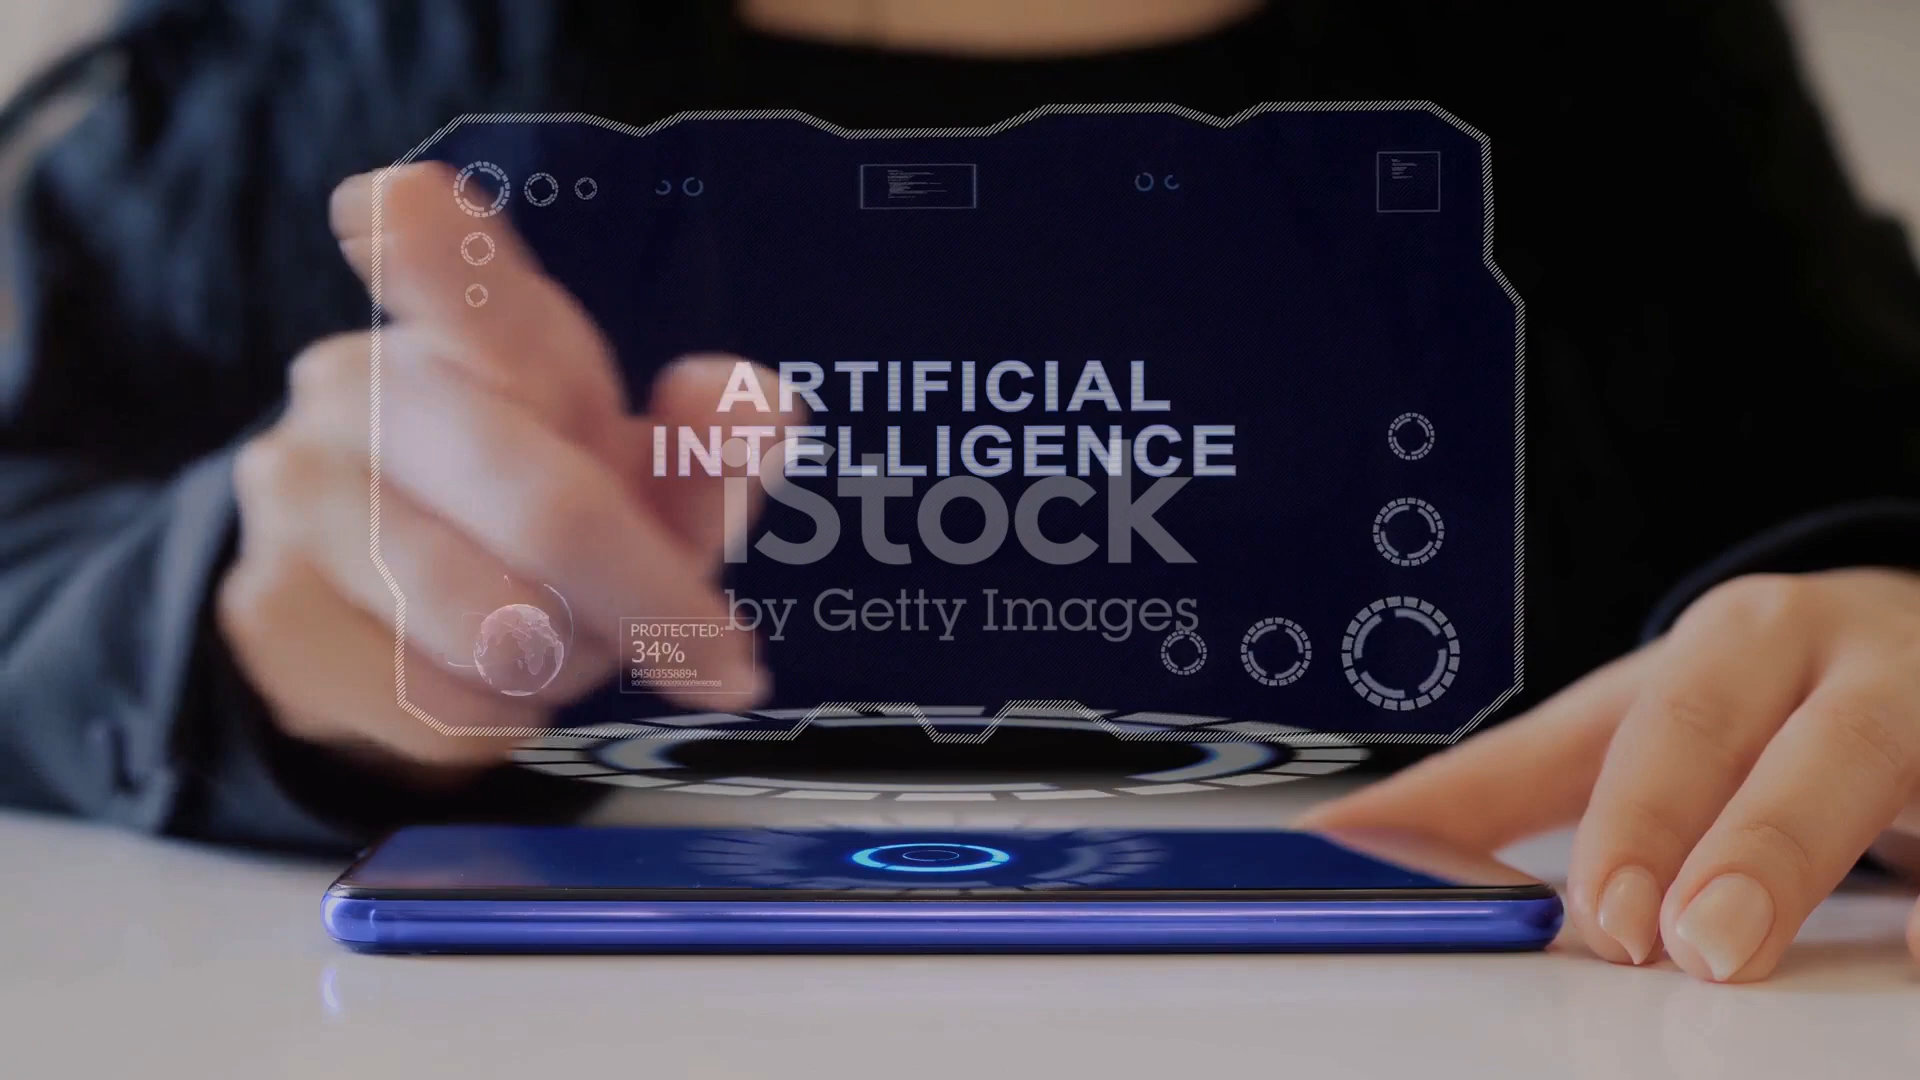 ARTIFICIAL
INTELLIGENCE
iStock
by Getty Images
PROTECTED:
34%
84503558894